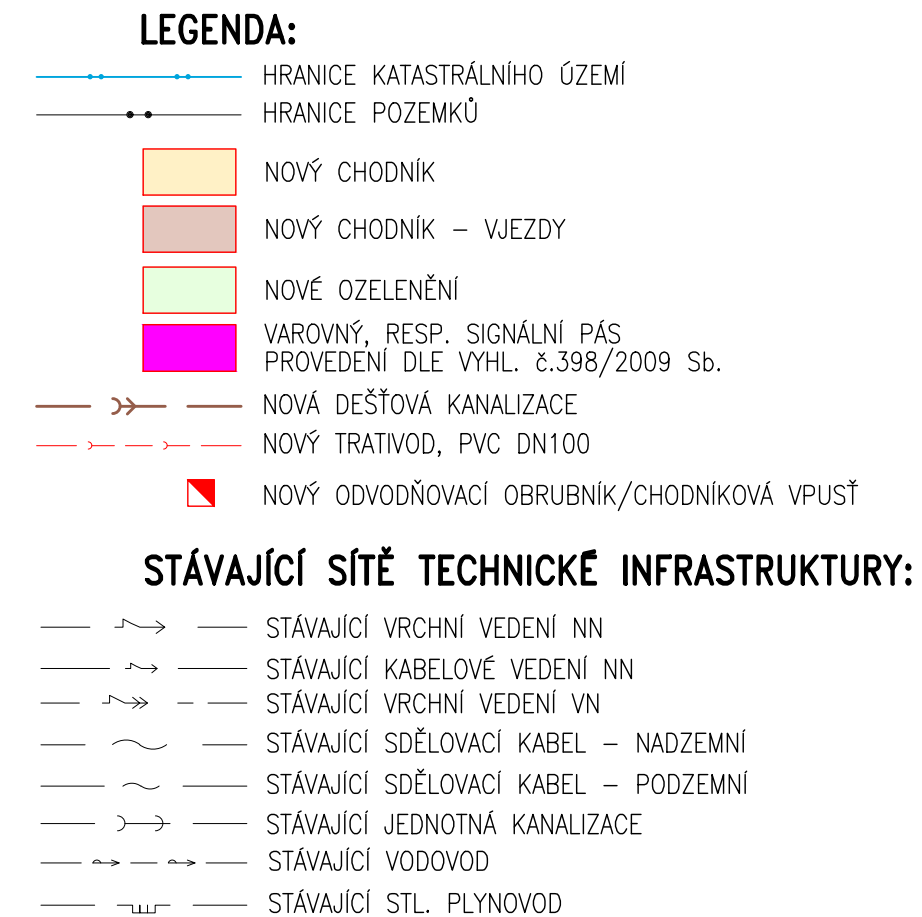 LEGENDA:
HRANICE KATASTRÁLNÍHO ÚZEMÍ
HRANICE POZEMKŮ
NOVÝ CHODNÍK
NOVÝ CHODNÍK – VJEZDY
NOVÉ OZELENĚNÍ
VAROVNÝ, RESP. SIGNÁLNÍ PÁS
PROVEDENÍ DLE VYHL. č.398/2009 Sb.
NOVÁ DEŠŤOVÁ KANALIZACE
NOVÝ TRATIVOD, PVC DN100
NOVÝ ODVODŇOVACÍ OBRUBNÍK/CHODNÍKOVÁ VPUSŤ
STÁVAJÍCÍ SÍTĚ TECHNICKÉ INFRASTRUKTURY:
STÁVAJÍCÍ VRCHNÍ VEDENÍ NN
STÁVAJÍCÍ KABELOVÉ VEDENÍ NN
STÁVAJÍCÍ VRCHNÍ VEDENÍ VN
STÁVAJÍCÍ SDĚLOVACÍ KABEL – NADZEMNÍ
STÁVAJÍCÍ SDĚLOVACÍ KABEL – PODZEMNÍ
STÁVAJÍCÍ JEDNOTNÁ KANALIZACE
STÁVAJÍCÍ VODOVOD
STÁVAJÍCÍ STL. PLYNOVOD